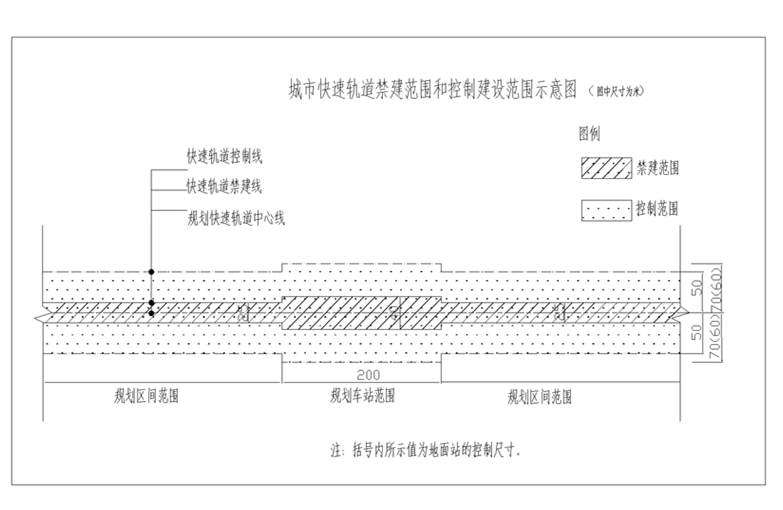 城市快速轨道禁建范围和控制建设范围示意图 （图中尺寸为米）
图例
禁建范围
控制范围
快速轨道控制线
快速轨道禁建线
规划快速轨道中心线
50
70(60)
50
70(60)
200
规划区间范围
规划车站范围
规划区间范围
注：括号内所示值为地面站的控制尺寸。